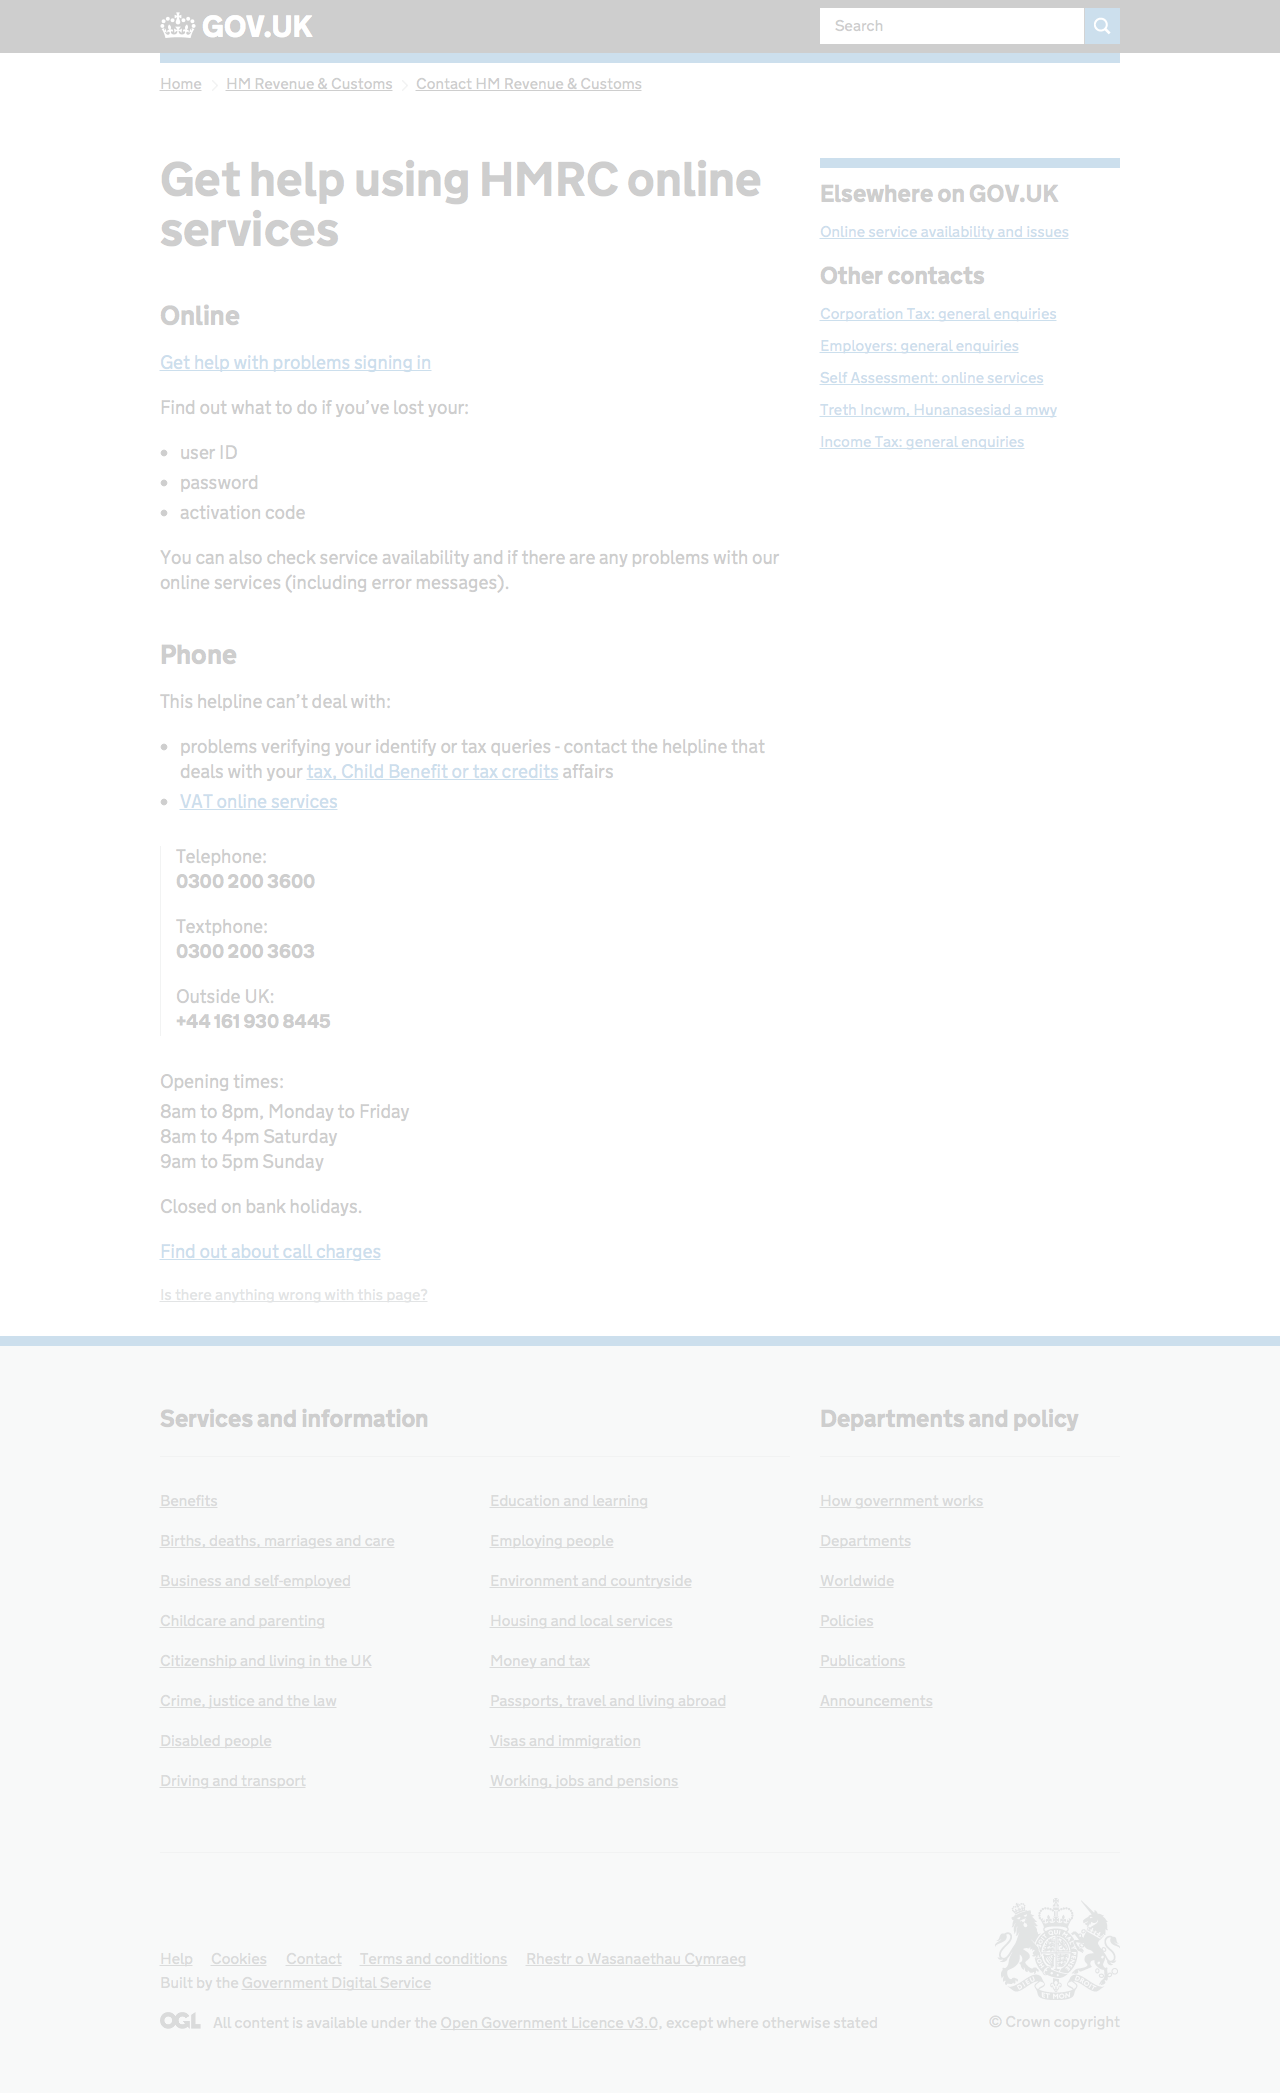 GOV.UK
Search
Home
HM Revenue & Customs
Contact HM Revenue & Customs
Get help using HMRC online
services
Online
Get help with problems signing in
Find out what to do if you've lost your:
• user ID
• password
• activation code
You can also check service availability and if there are any problems with our
online services (including error messages).
Phone
This helpline can't deal with:
• problems verifying your identify or tax queries - contact the helpline that
deals with your tax, Child Benefit or tax credits affairs
• VAT online services
Telephone:
0300 200 3600
Textphone:
0300 200 3603
Outside UK:
+44 161 930 8445
Opening times:
8am to 8pm, Monday to Friday
8am to 4pm Saturday
9am to 5pm Sunday
Closed on bank holidays.
Find out about call charges
Is there anything wrong with this page?
Elsewhere on GOV.UK
Online service availability and issues
Other contacts
Corporation Tax: general enquiries
Employers: general enquiries
Self Assessment: online services
Treth Incwm, Hunanasesiad a mwy
Income Tax: general enquiries
Services and information
Benefits
Births, deaths, marriages and care
Business and self-employed
Childcare and parenting
Citizenship and living in the UK
Crime, justice and the law
Disabled people
Driving and transport
Education and learning
Employing people
Environment and countryside
Housing and local services
Money and tax
Passports, travel and living abroad
Visas and immigration
Working, jobs and pensions
Departments and policy
How government works
Departments
Worldwide
Policies
Publications
Announcements
Help Cookies Contact Terms and conditions Rhestr o Wasanaethau Cymraeg
Built by the Government Digital Service
OGL All content is available under the Open Government Licence v3.0, except where otherwise stated
© Crown copyright